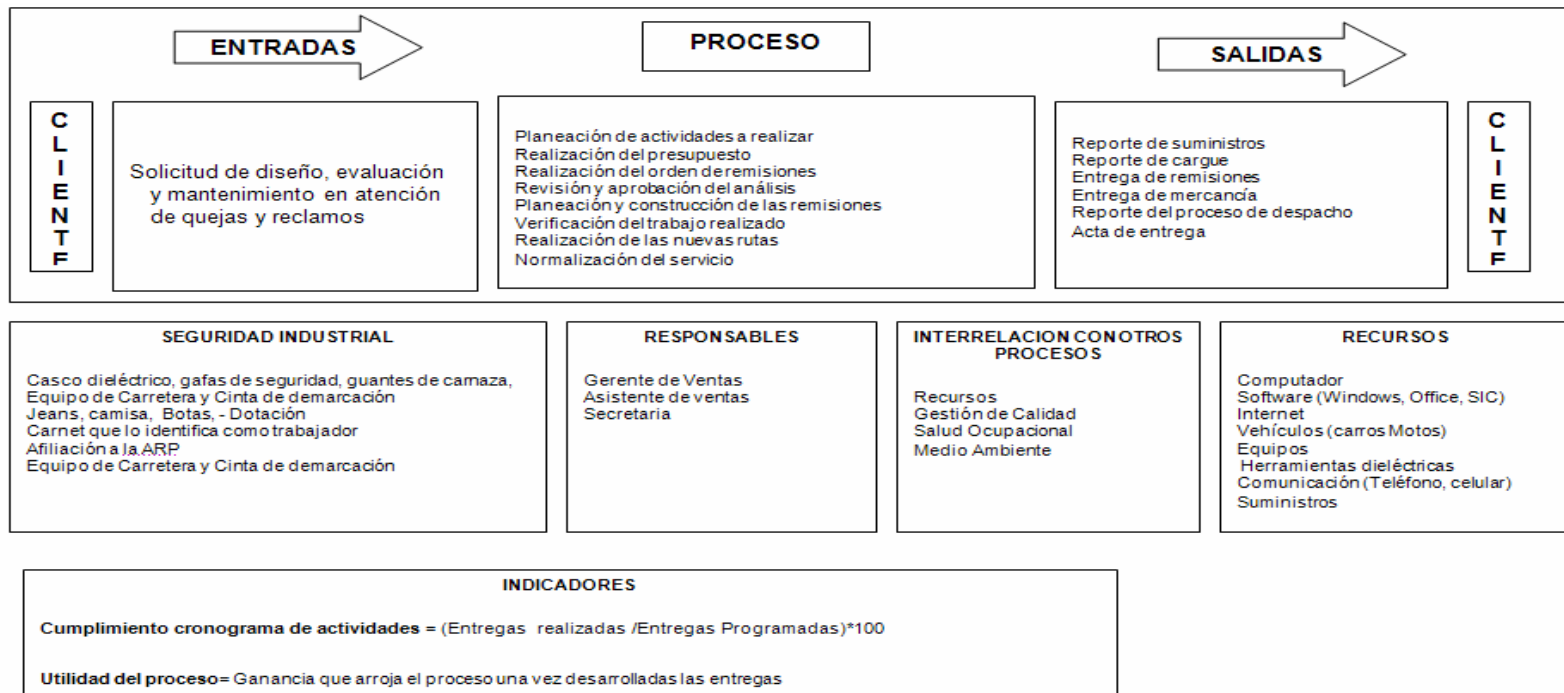 ENTRADAS
PROCESO
SALIDAS
CLIENTF
Solicitud de diseño, evaluación
y mantenimiento en atención
de quejas y reclamos
Planeación de actividades a realizar
Realización del presupuesto
Realización del orden de remisiones
Revisión y aprobación del análisis
Planeación y construcción de las remisiones
Verificación del trabajo realizado
Realización de las nuevas rutas
Normalización del servicio
Reporte de suministros
Reporte de cargue
Entrega de remisiones
Entrega de mercancía
Reporte del proceso de despacho
Acta de entrega
CLIENTF
SEGURIDAD INDUSTRIAL
Casco dieléctrico, gafas de seguridad, guantes de carnaza,
Equipo de Carretera y Cinta de demarcación
Jeans, camisa, Botas, - Dotación
Carnet que lo identifica como trabajador
Afiliación a la ARP
Equipo de Carretera y Cinta de demarcación
RESPONSABLES
Gerente de Ventas
Asistente de ventas
Secretaria
INTERRELACION CON OTROS
PROCESOS
Recursos
Gestión de Calidad
Salud Ocupacional
Medio Ambiente
RECURSOS
Computador
Software (Windows, Office, SIC)
Internet
Vehículos (carros Motos)
Equipos
Herramientas dieléctricas
Comunicación (Teléfono, celular)
Suministros
INDICADORES
Cumplimiento cronograma de actividades = (Entregas realizadas /Entregas Programadas)*100
Utilidad del proceso= Ganancia que arroja el proceso una vez desarrolladas las entregas